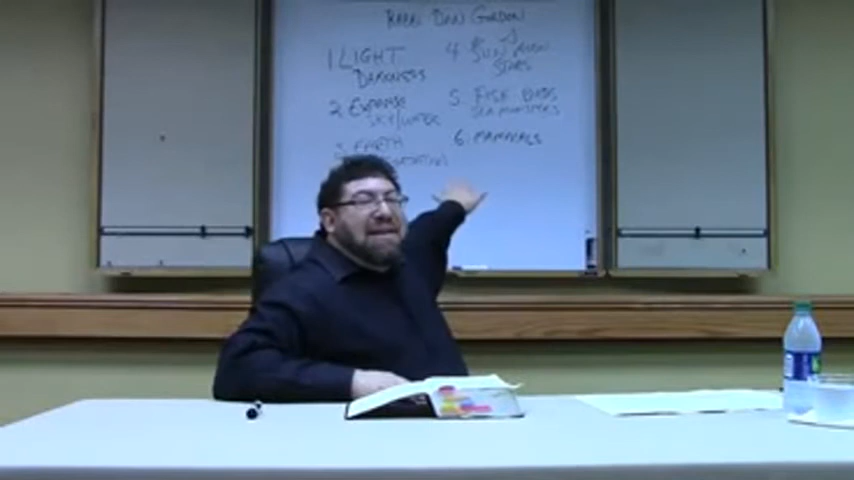 RABBI DAN GORDON
1 LIGHT
DARKNESS
2. EXPANSE
SKY/WATER
3. EARTH
4 SUN MOON
STARS
5. FISH BIRDS
SEA MONSTERS
6. MAMMALS